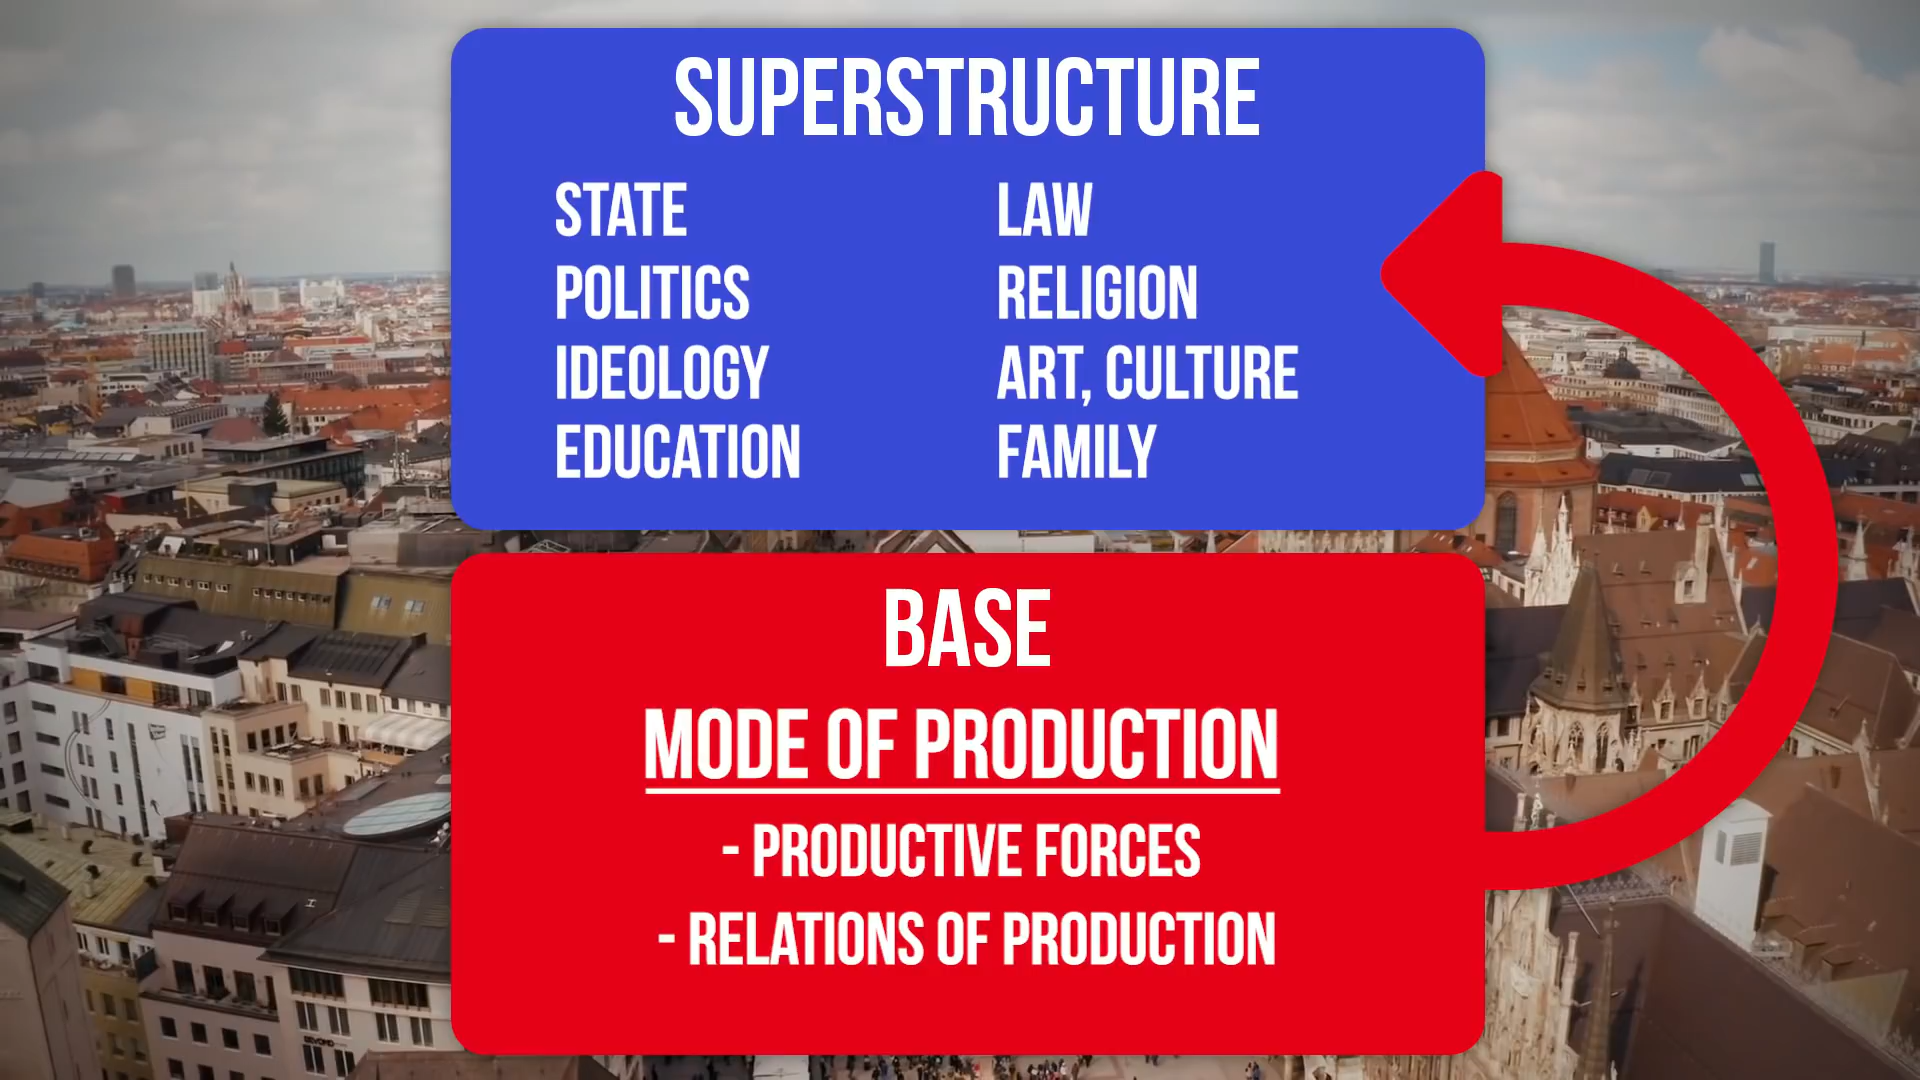 SUPERSTRUCTURE
STATE
POLITICS
IDEOLOGY
EDUCATION
LAW
RELIGION
ART, CULTURE
FAMILY
BASE
MODE OF PRODUCTION
- PRODUCTIVE FORCES
- RELATIONS OF PRODUCTION